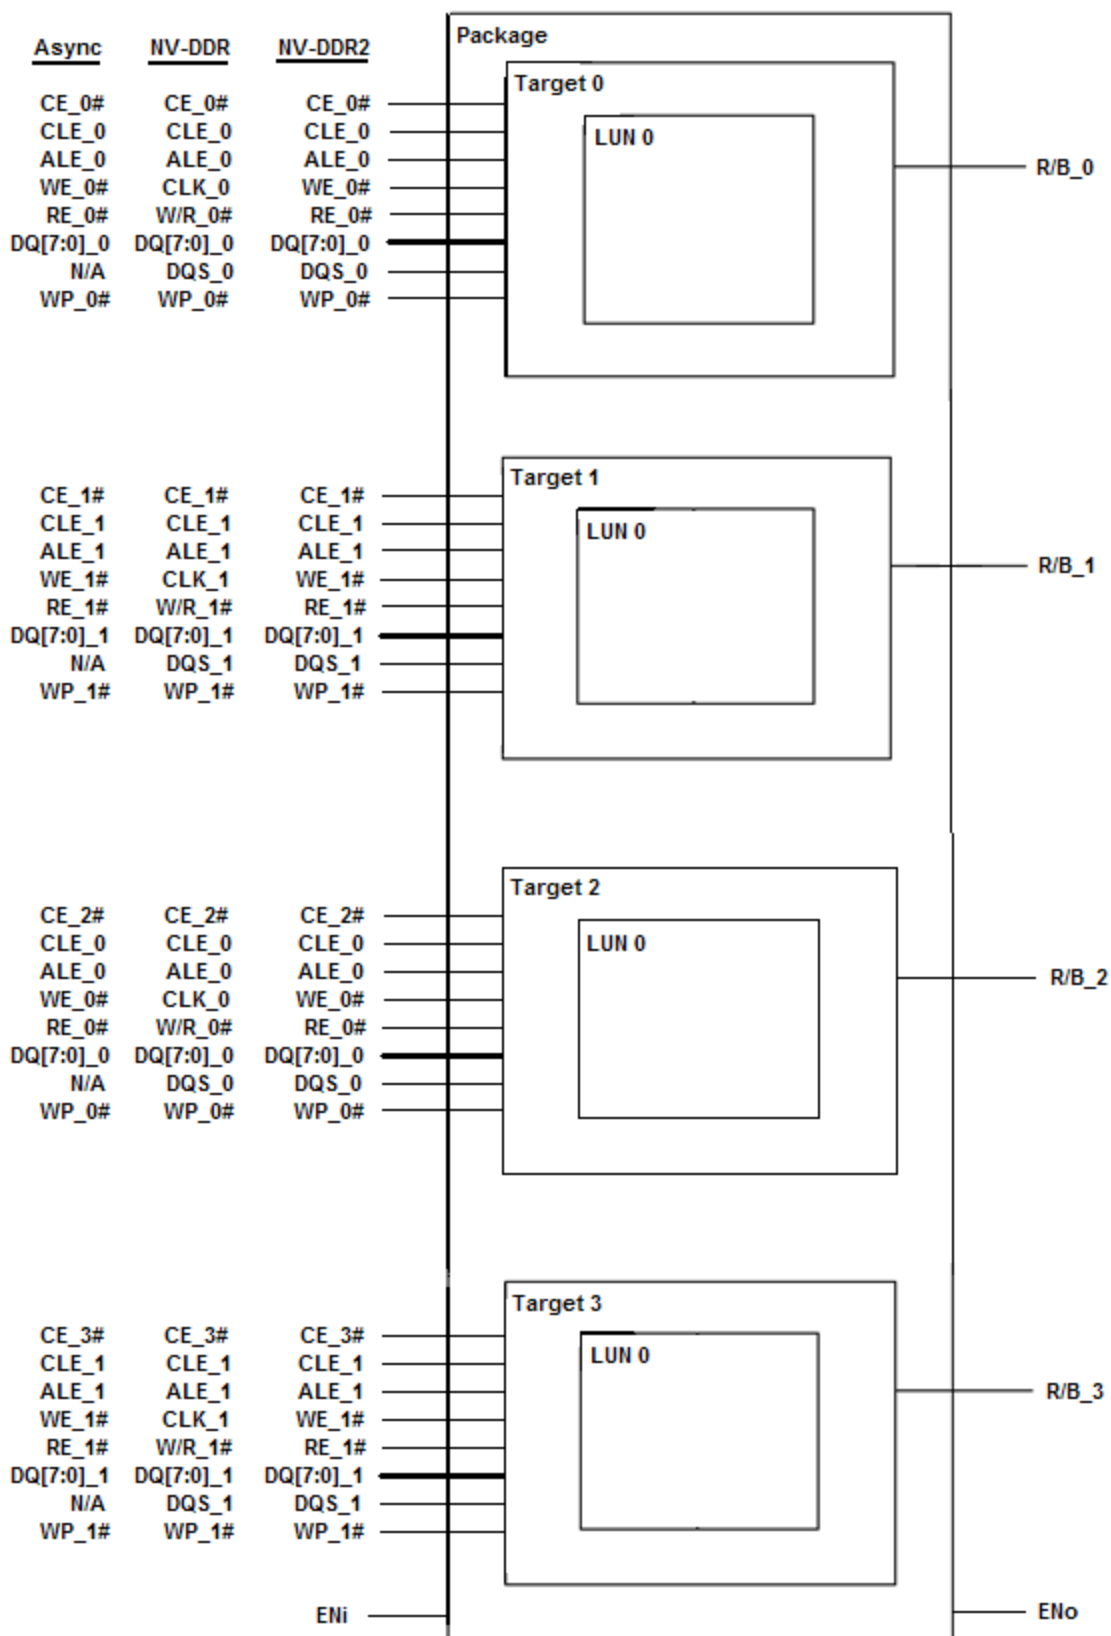 Package
Async NV-DDR NV-DDR2
Target 0
CE_0# CE_0# CE_0#
CLE_0 CLE_0 CLE_0
LUN 0
ALE_0 ALE_0 ALE_0
R/B_0
WE_0# CLK_0 WE_0#
RE_0# W/R_0# RE_0#
DQ[7:0]_0 DQ[7:0]_0 DQ[7:0]_0
N/A DQS_0 DQS_0
WP_0# WP_0# WP_0#
Target 1
CE_1# CE_1# CE_1#
CLE_1 CLE_1 CLE_1
LUN 0
ALE_1 ALE_1 ALE_1
R/B_1
WE_1# CLK_1 WE_1#
RE_1# W/R_1# RE_1#
DQ[7:0]_1 DQ[7:0]_1 DQ[7:0]_1
N/A DQS_1 DQS_1
WP_1# WP_1# WP_1#
Target 2
CE_2# CE_2# CE_2#
CLE_0 CLE_0 CLE_0
LUN 0
ALE_0 ALE_0 ALE_0
R/B_2
WE_0# CLK_0 WE_0#
RE_0# W/R_0# RE_0#
DQ[7:0]_0 DQ[7:0]_0 DQ[7:0]_0
N/A DQS_0 DQS_0
WP_0# WP_0# WP_0#
Target 3
CE_3# CE_3# CE_3#
LUN 0
CLE_1 CLE_1 CLE_1
ALE_1 ALE_1 ALE_1
R/B_3
WE_1# CLK_1 WE_1#
RE_1# W/R_1# RE_1#
DQ[7:0]_1 DQ[7:0]_1 DQ[7:0]_1
N/A DQS_1 DQS_1
WP_1# WP_1# WP_1#
ENi
ENo